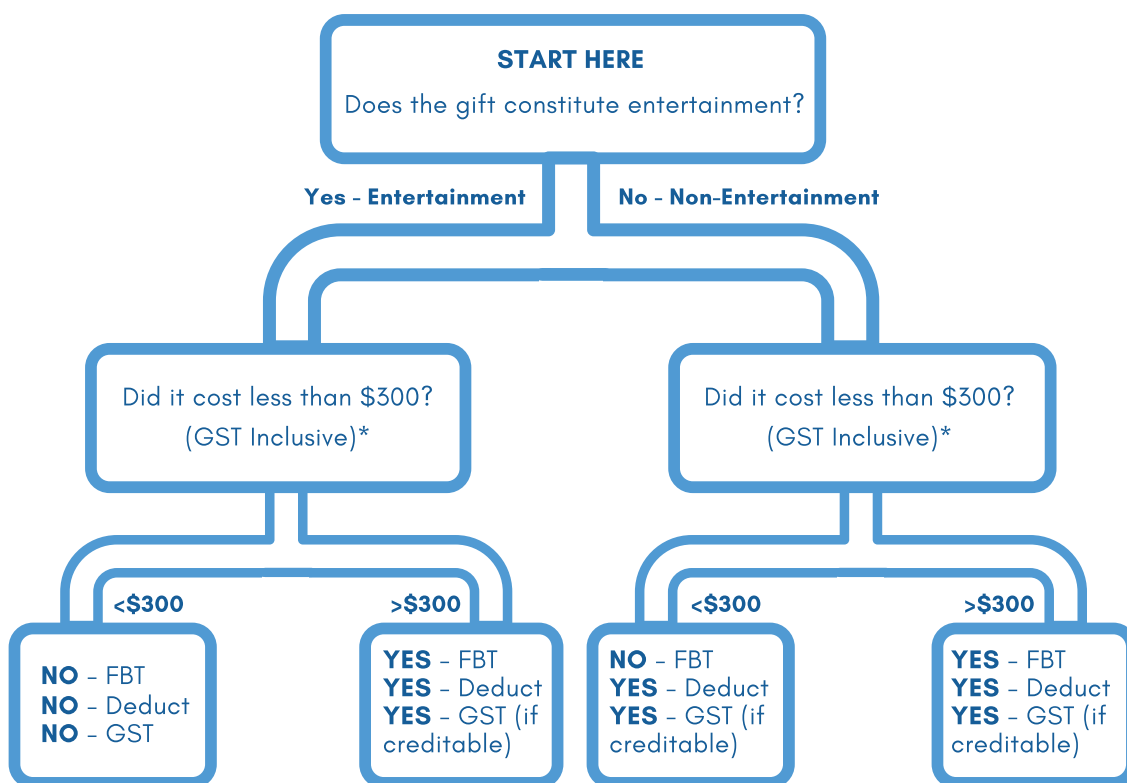 START HERE
Does the gift constitute entertainment?
Yes - Entertainment
No - Non-Entertainment
Did it cost less than $300?
(GST Inclusive)*
Did it cost less than $300?
(GST Inclusive)*
<$300
>$300
<$300
>$300
NO - FBT
NO - Deduct
NO - GST
YES - FBT
YES - Deduct
YES - GST (if
creditable)
NO - FBT
YES - Deduct
YES - GST (if
creditable)
YES - FBT
YES - Deduct
YES - GST (if
creditable)